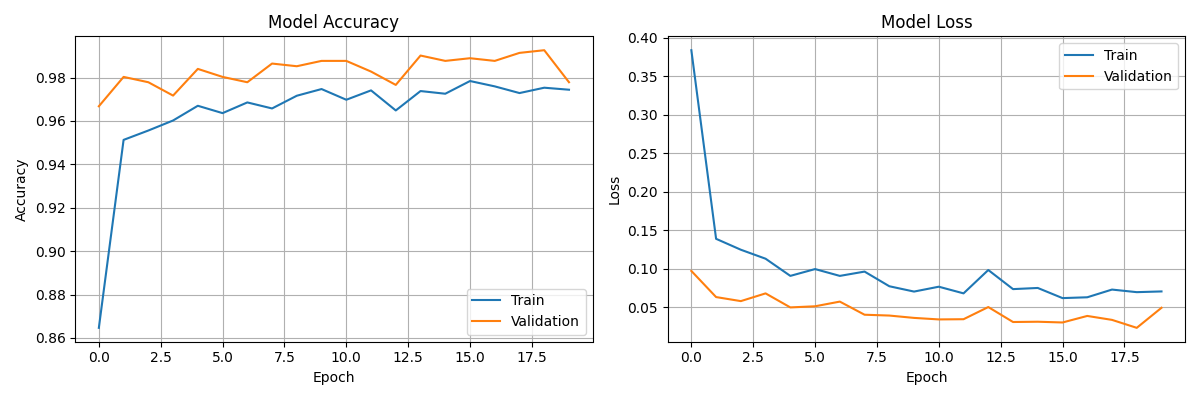 Model Accuracy
Accuracy
0.98
0.96
0.94
0.92
0.90
0.88
0.86
0.0 2.5 5.0 7.5 10.0 12.5 15.0 17.5
Epoch
Train
Validation
Model Loss
Loss
0.40
0.35
0.30
0.25
0.20
0.15
0.10
0.05
0.0 2.5 5.0 7.5 10.0 12.5 15.0 17.5
Epoch
Train
Validation